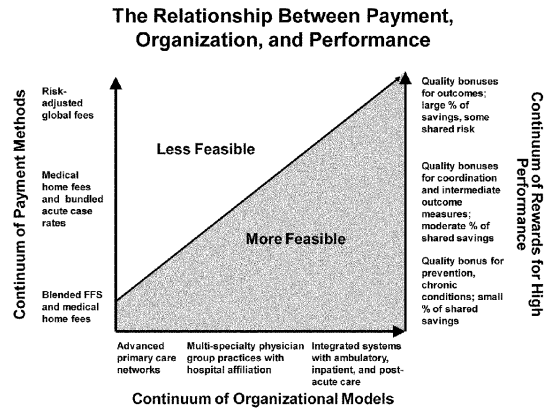 The Relationship Between Payment,
Organization, and Performance
Continuum of Payment Methods
Risk-
adjusted
global fees
Medical
home fees
and bundled
acute case
rates
Blended FFS
and medical
home fees
Less Feasible
More Feasible
Quality bonuses
for outcomes;
large % of
savings, some
shared risk
Quality bonuses
for coordination
and intermediate
outcome
measures;
moderate % of
shared savings
Quality bonus for
prevention,
chronic
conditions; small
% of shared
savings
Continuum of Rewards for High
Performance
Advanced
primary care
networks
Multi-specialty physician
group practices with
hospital affiliation
Integrated systems
with ambulatory,
inpatient, and post-
acute care
Continuum of Organizational Models